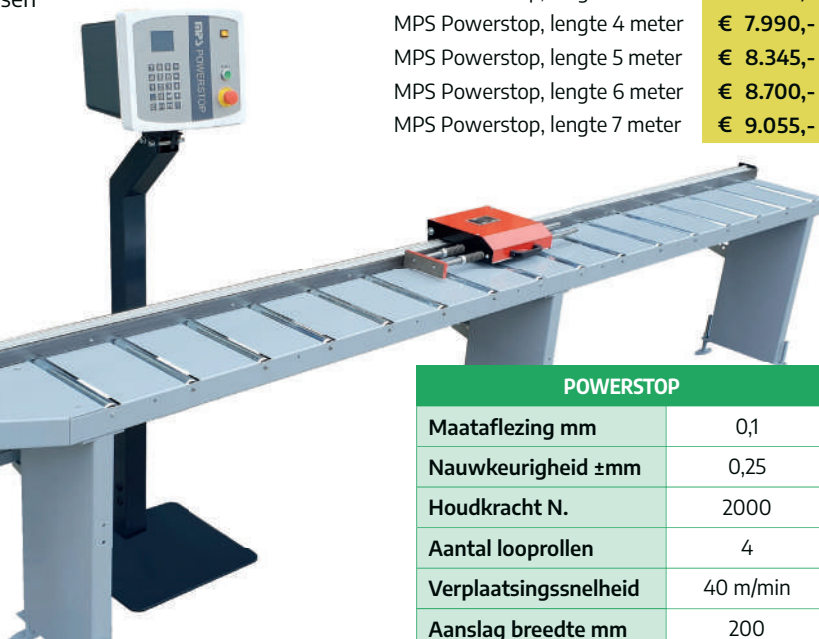 MPS Powerstop, lengte 4 meter € 7.990,-
MPS Powerstop, lengte 5 meter € 8.345,-
MPS Powerstop, lengte 6 meter € 8.700,-
MPS Powerstop, lengte 7 meter € 9.055,-
MPS POWERSTOP
POWERSTOP
Maataflezing mm 0,1
Nauwkeurigheid ±mm 0,25
Houdkracht N. 2000
Aantal looprollen 4
Verplaatsingssnelheid 40 m/min
Aanslag breedte mm 200